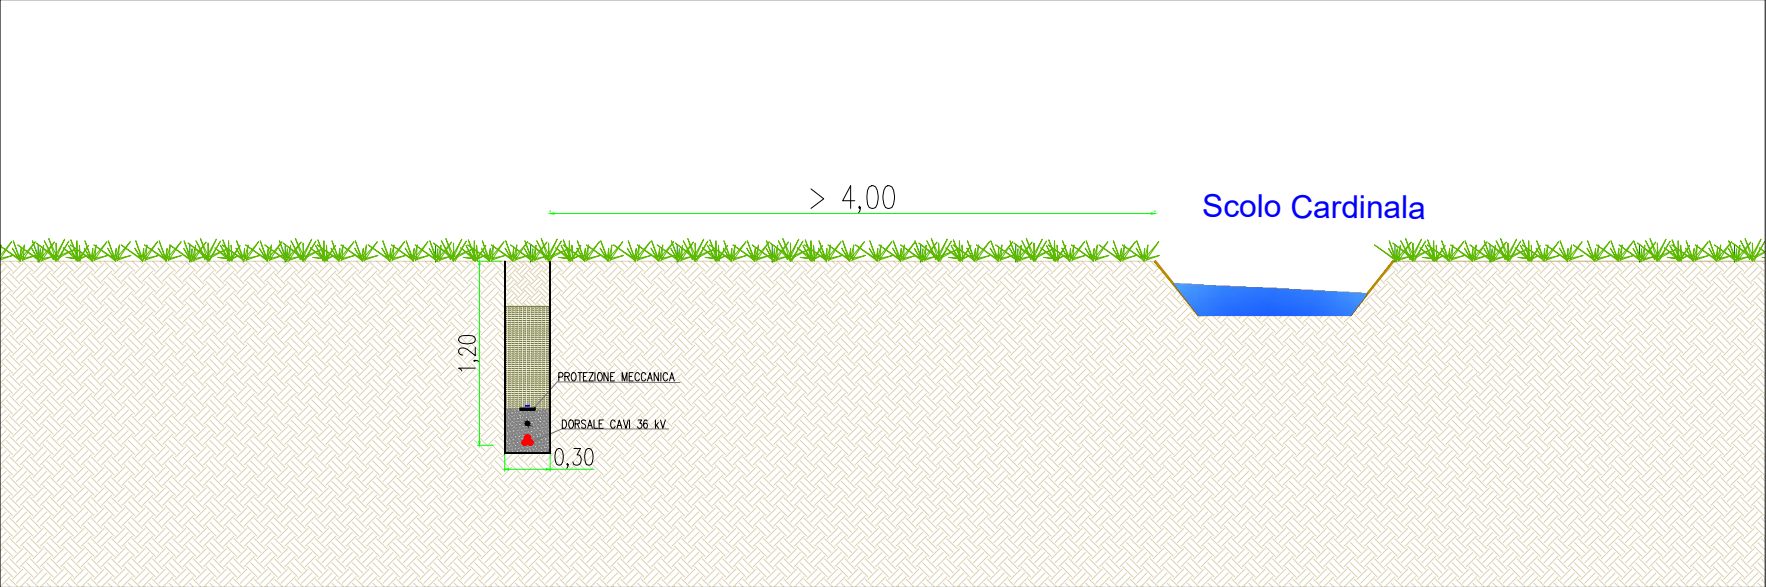 > 4,00
Scolo Cardinala
1,20
PROTEZIONE MECCANICA
DORSALE CAVI 36 kV
0,30